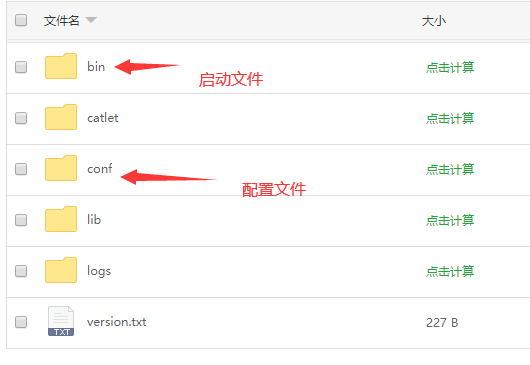 文件名 大小
bin 点击计算
启动文件
catlet 点击计算
conf 点击计算
配置文件
lib 点击计算
logs 点击计算
TXT version.txt 227 B